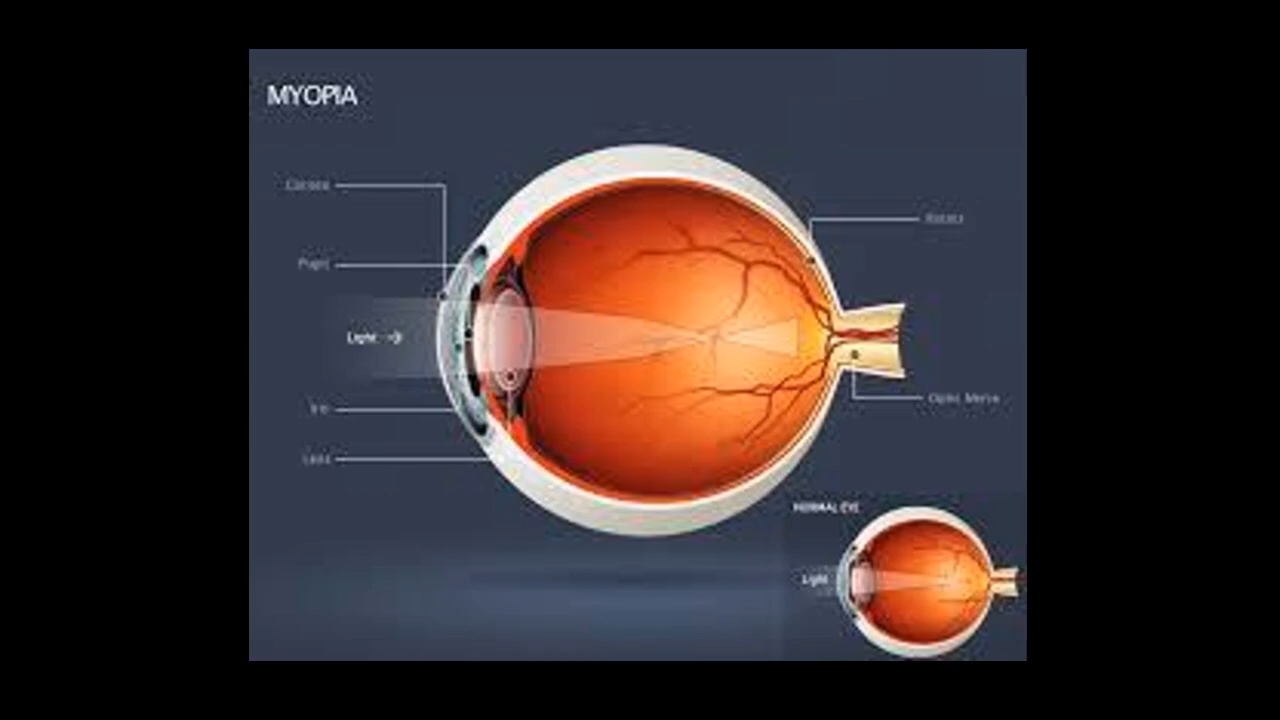 MYOPIA
Cornea
Retina
Pupil
Light
Iris
Lens
Optic Nerve
NORMAL EYE
Light